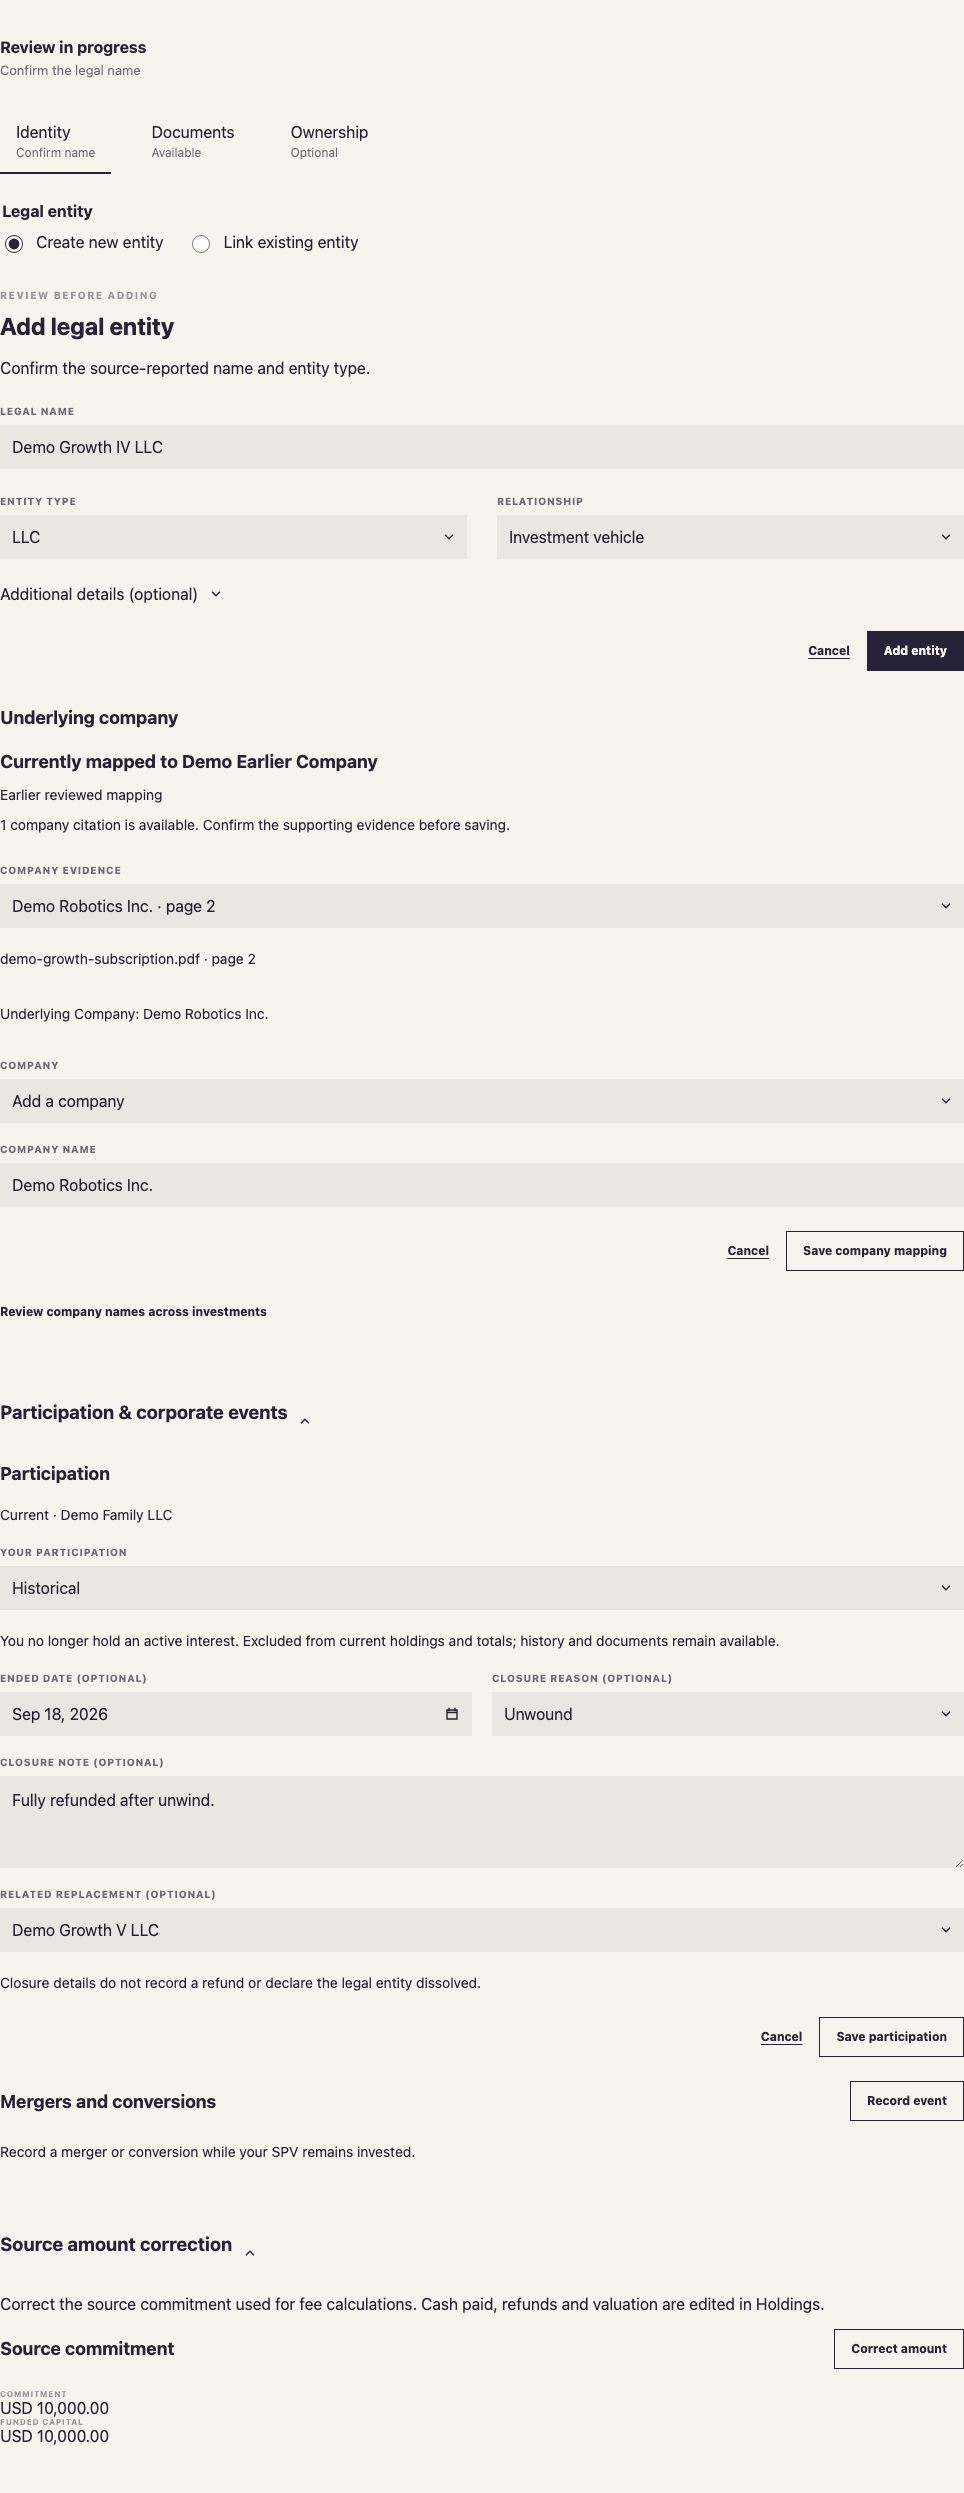 Review in progress
Confirm the legal name
Identity
Confirm name
Documents
Available
Ownership
Optional
Legal entity
Create new entity
Link existing entity
REVIEW BEFORE ADDING
Add legal entity
Confirm the source-reported name and entity type.
LEGAL NAME
Demo Growth IV LLC
ENTITY TYPE
LLC
RELATIONSHIP
Investment vehicle
Additional details (optional)
Cancel
Add entity
Underlying company
Currently mapped to Demo Earlier Company
Earlier reviewed mapping
1 company citation is available. Confirm the supporting evidence before saving.
COMPANY EVIDENCE
Demo Robotics Inc. · page 2
demo-growth-subscription.pdf · page 2
Underlying Company: Demo Robotics Inc.
COMPANY
Add a company
COMPANY NAME
Demo Robotics Inc.
Cancel
Save company mapping
Review company names across investments
Participation & corporate events
Participation
Current · Demo Family LLC
YOUR PARTICIPATION
Historical
You no longer hold an active interest. Excluded from current holdings and totals; history and documents remain available.
ENDED DATE (OPTIONAL)
Sep 18, 2026
CLOSURE REASON (OPTIONAL)
Unwound
CLOSURE NOTE (OPTIONAL)
Fully refunded after unwind.
RELATED REPLACEMENT (OPTIONAL)
Demo Growth V LLC
Closure details do not record a refund or declare the legal entity dissolved.
Cancel
Save participation
Mergers and conversions
Record event
Record a merger or conversion while your SPV remains invested.
Source amount correction
Correct the source commitment used for fee calculations. Cash paid, refunds and valuation are edited in Holdings.
Source commitment
Correct amount
COMMITMENT
USD 10,000.00
FUNDED CAPITAL
USD 10,000.00